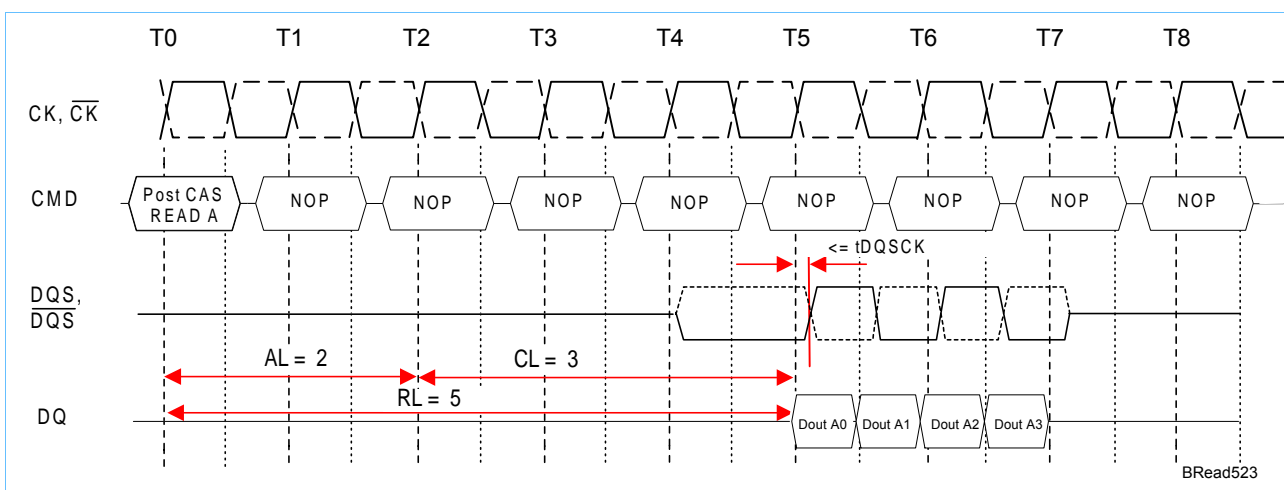 T0 T1 T2 T3 T4 T5 T6 T7 T8
CK, C̅K̅
CMD
Post CAS
READ A
NOP NOP NOP NOP NOP NOP NOP NOP
<= tDQSCK
DQS,
D̅Q̅S̅
AL = 2
CL = 3
RL = 5
DQ
Dout A0 Dout A1 Dout A2 Dout A3
BRead523